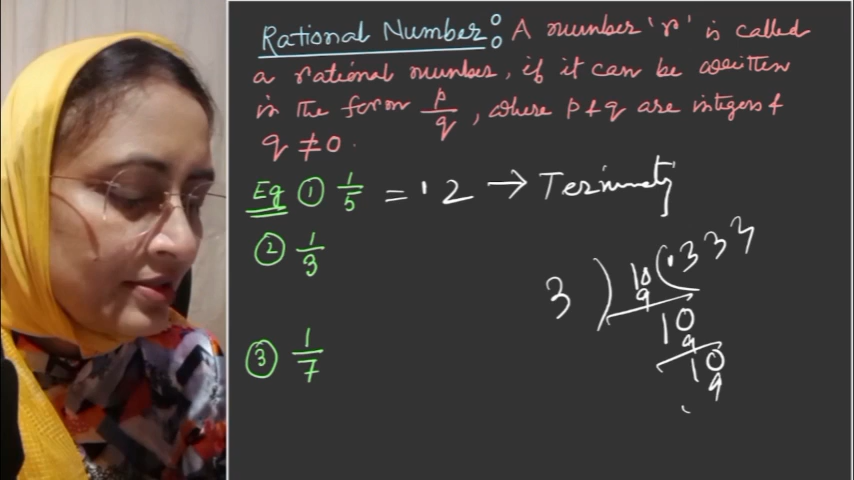 Rational Number: A number 'r' is called
a rational number, if it can be written
in the form p/q, where p & q are integers &
q ≠ 0.
Eg ① 1/5 = .2 → Terminatg
② 1/3
3 ) 10 ( .333
9
10
9
10
9
③ 1/7